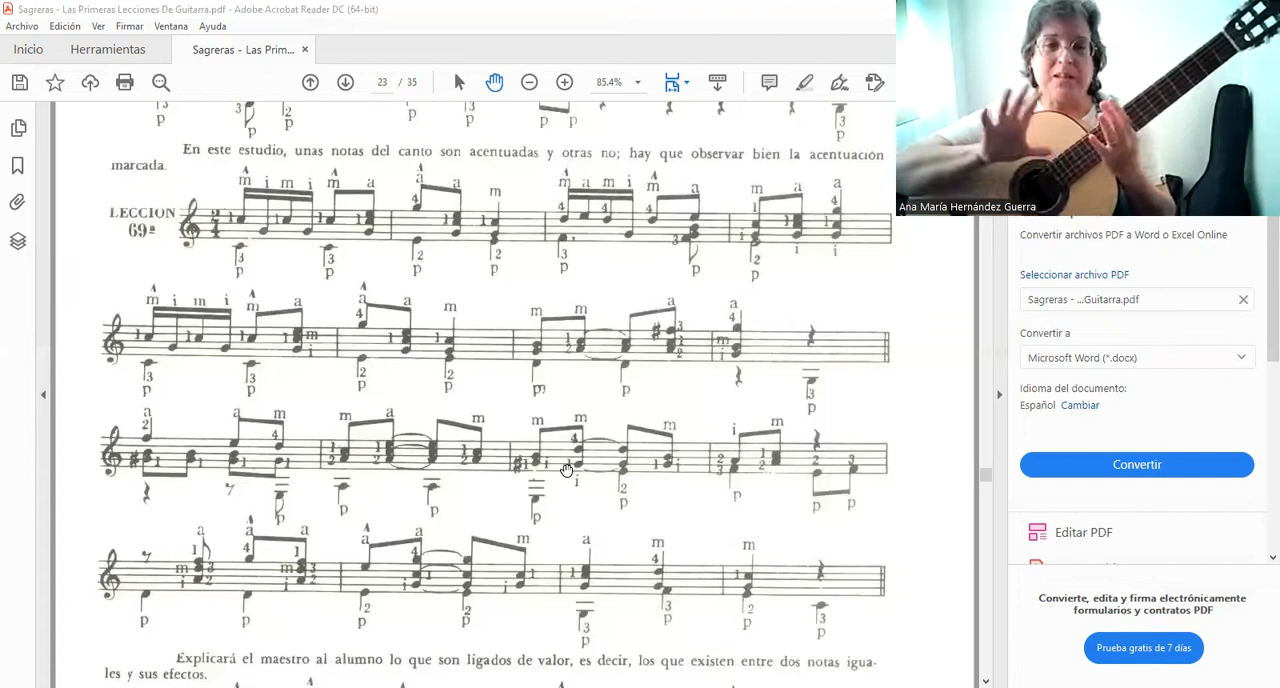 Sagreras - Las Primeras Lecciones De Guitarra.pdf - Adobe Acrobat Reader DC (64-bit)
Archivo Edición Ver Firmar Ventana Ayuda
Inicio Herramientas Sagreras - Las Prim... ×
23 / 35 85.4%
En este estudio, unas notas del canto son acentuadas y otras no; hay que observar bien la acentuación
marcada.
LECCION
69ª
Explicará el maestro al alumno lo que son ligados de valor, es decir, los que existen entre dos notas igua-
les y sus efectos.
Ana María Hernández Guerra
Convertir archivos PDF a Word o Excel Online
Seleccionar archivo PDF
Sagreras - ...Guitarra.pdf
Convertir a
Microsoft Word (*.docx)
Idioma del documento:
Español Cambiar
Convertir
Editar PDF
Convierte, edita y firma electrónicamente
formularios y contratos PDF
Prueba gratis de 7 días